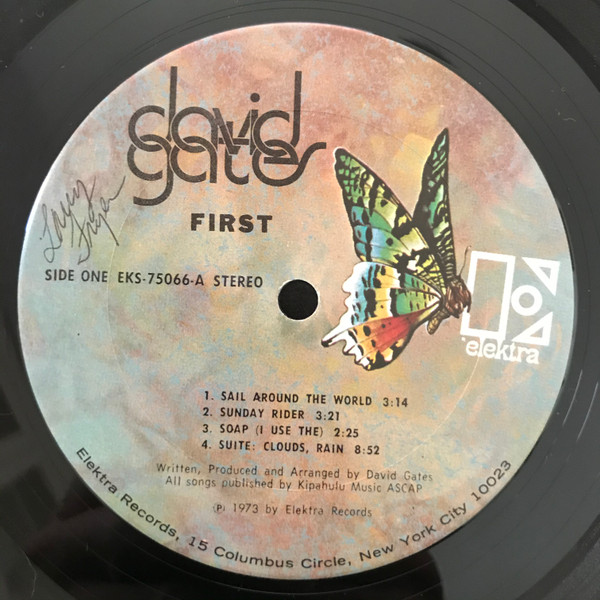 david
gates
FIRST
SIDE ONE EKS-75066-A STEREO
elektra
1. SAIL AROUND THE WORLD 3:14
2. SUNDAY RIDER 3:21
3. SOAP (I USE THE) 2:25
4. SUITE: CLOUDS, RAIN 8:52
Written, Produced and Arranged by David Gates
All songs published by Kipahulu Music ASCAP
℗ 1973 by Elektra Records
Elektra Records, 15 Columbus Circle, New York City 10023